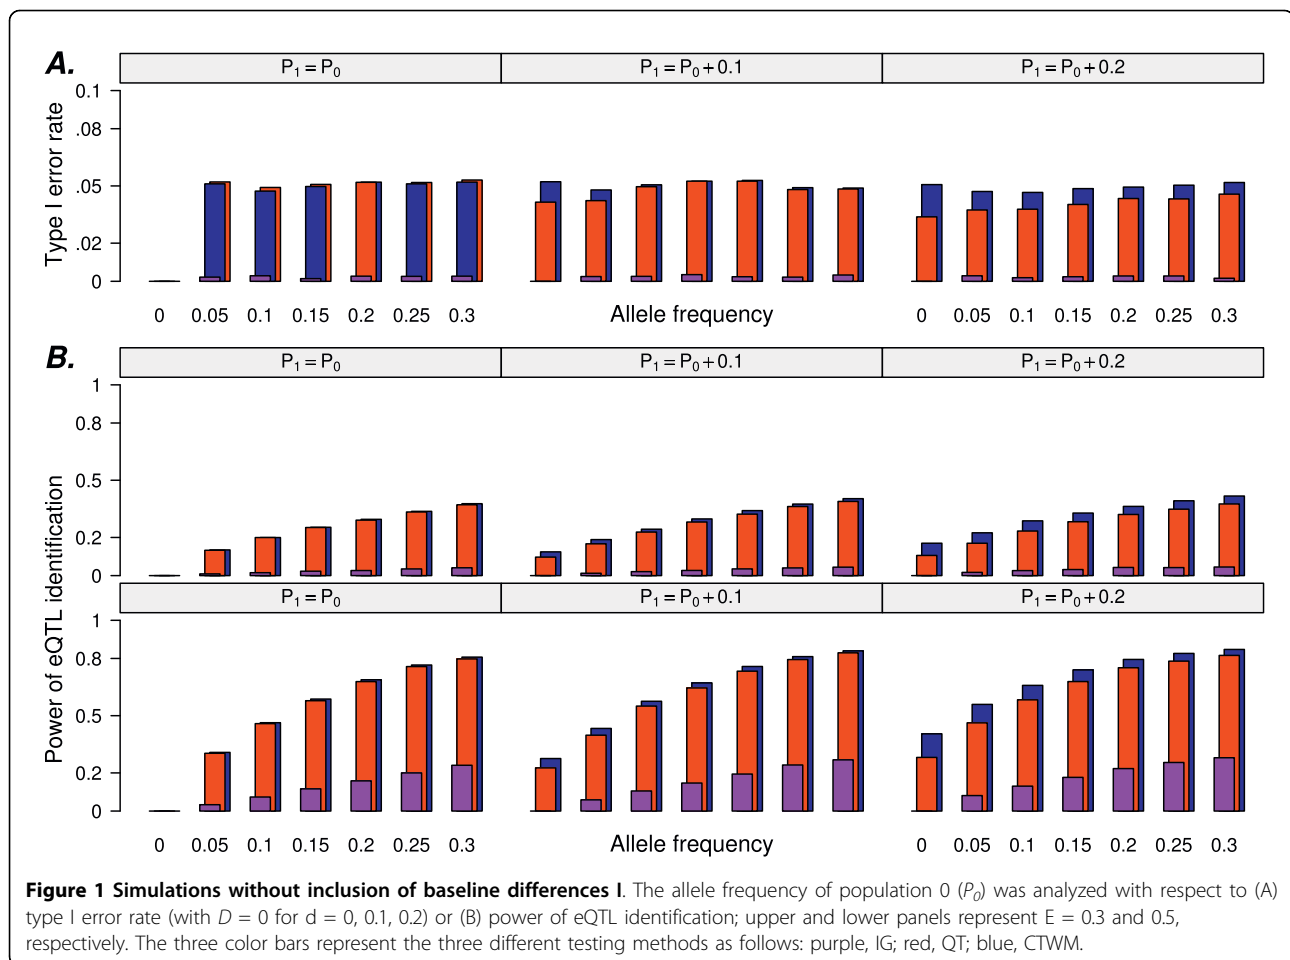 A.
P1 = P0
P1 = P0 + 0.1
P1 = P0 + 0.2
Type I error rate
0.1
.08
.05
.02
0
0 0.05 0.1 0.15 0.2 0.25 0.3
Allele frequency
0 0.05 0.1 0.15 0.2 0.25 0.3
B.
P1 = P0
P1 = P0 + 0.1
P1 = P0 + 0.2
Power of eQTL identification
1
0.8
0.5
0.2
0
P1 = P0
P1 = P0 + 0.1
P1 = P0 + 0.2
1
0.8
0.5
0.2
0
0 0.05 0.1 0.15 0.2 0.25 0.3
Allele frequency
0 0.05 0.1 0.15 0.2 0.25 0.3
Figure 1 Simulations without inclusion of baseline differences I. The allele frequency of population 0 (P0) was analyzed with respect to (A)
type I error rate (with D = 0 for d = 0, 0.1, 0.2) or (B) power of eQTL identification; upper and lower panels represent E = 0.3 and 0.5,
respectively. The three color bars represent the three different testing methods as follows: purple, IG; red, QT; blue, CTWM.